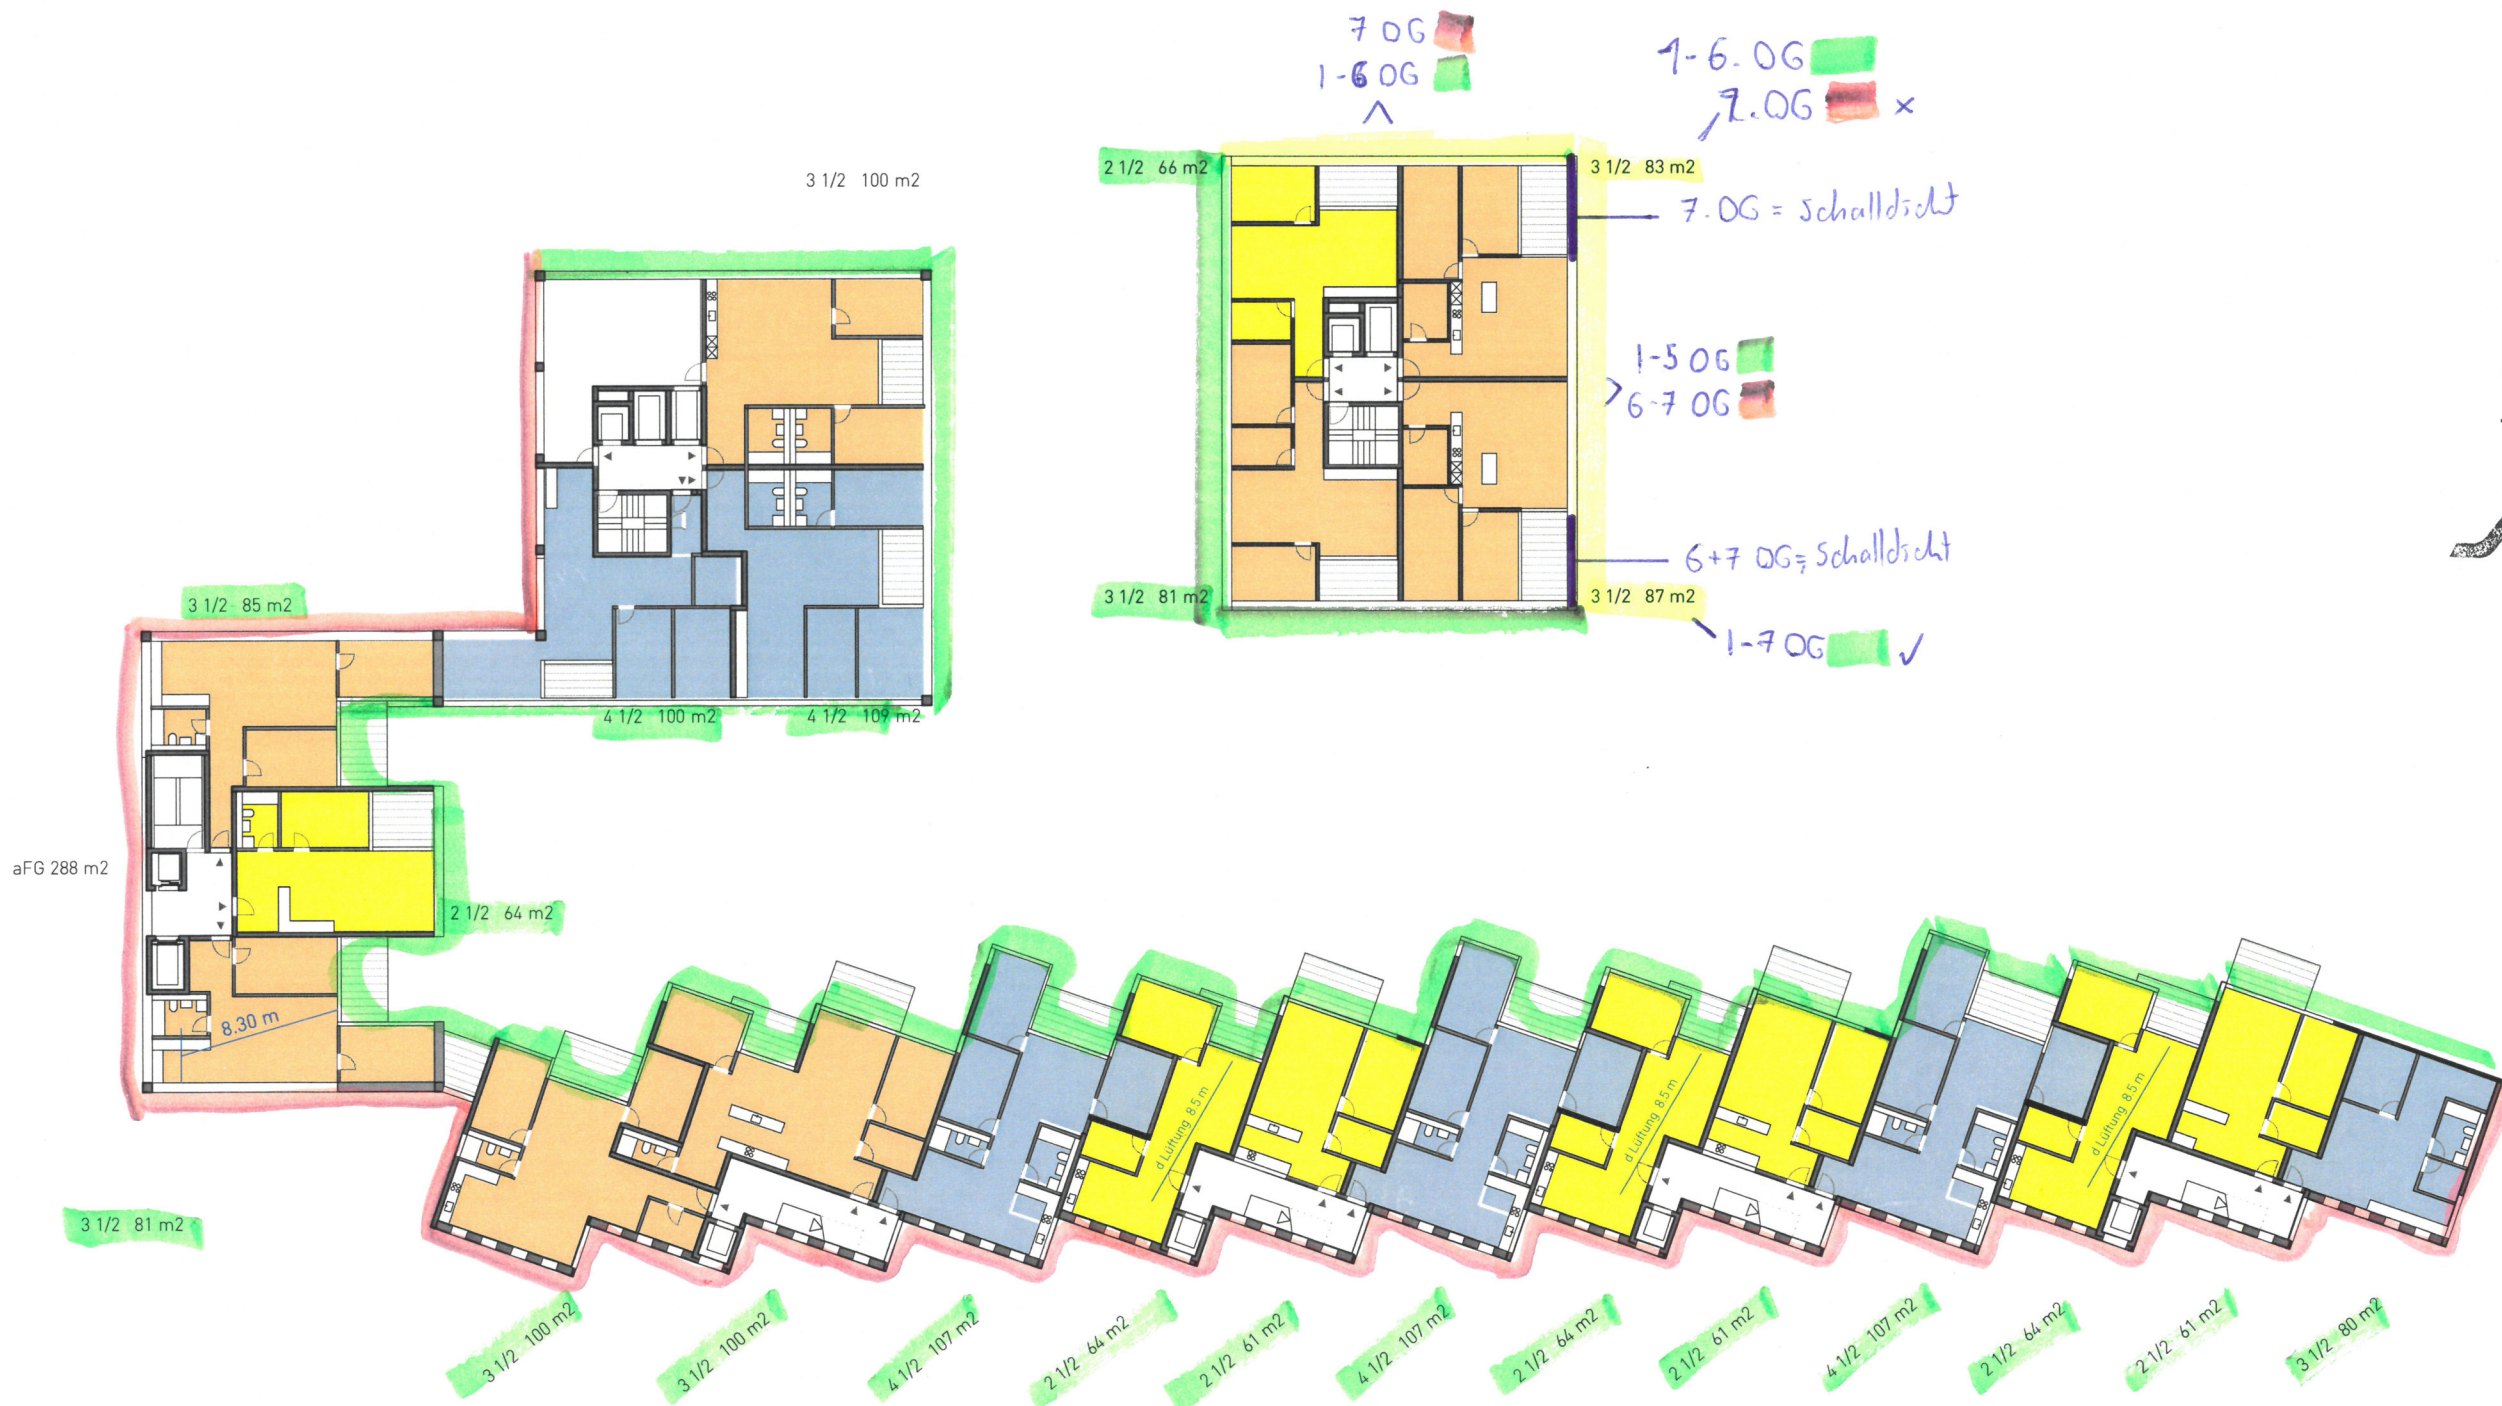 7 OG
1-6 OG
1-6. OG
7. OG x
3 1/2 100 m2
2 1/2 66 m2
3 1/2 83 m2
7. OG = Schalldicht
1-5 OG
6-7 OG
6+7 OG = Schalldicht
3 1/2 85 m2
3 1/2 81 m2
3 1/2 87 m2
1-7 OG ✓
4 1/2 100 m2
4 1/2 109 m2
aFG 288 m2
2 1/2 64 m2
8.30 m
d Lüftung 8.5 m
d Lüftung 8.5 m
d Lüftung 8.5 m
3 1/2 81 m2
3 1/2 100 m2
3 1/2 100 m2
4 1/2 107 m2
2 1/2 64 m2
2 1/2 61 m2
4 1/2 107 m2
2 1/2 64 m2
2 1/2 61 m2
4 1/2 107 m2
2 1/2 64 m2
2 1/2 61 m2
3 1/2 80 m2